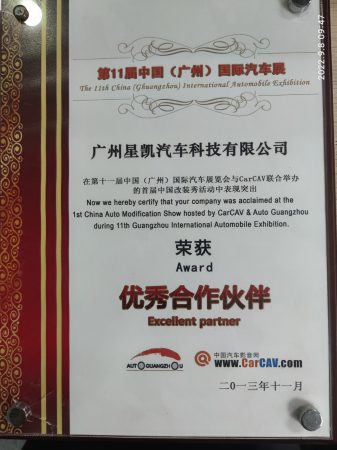 2022.9.8 09:47
第11届中国（广州）国际汽车展
The 11th China (Ghuangzhou) International Automobile Exhibition
广州星凯汽车科技有限公司
在第十一届中国（广州）国际汽车展览会与CarCAV联合举办
的首届中国改装秀活动中表现突出
Now we hereby certify that your company was acclaimed at the
1st China Auto Modification Show hosted by CarCAV & Auto Guangzhou
during 11th Guangzhou International Automobile Exhibition.
荣获
Award
优秀合作伙伴
Excellent partner
AUTO GUANGZHOU
中国汽车影音网
www.CarCAV.com
二〇一三年十一月